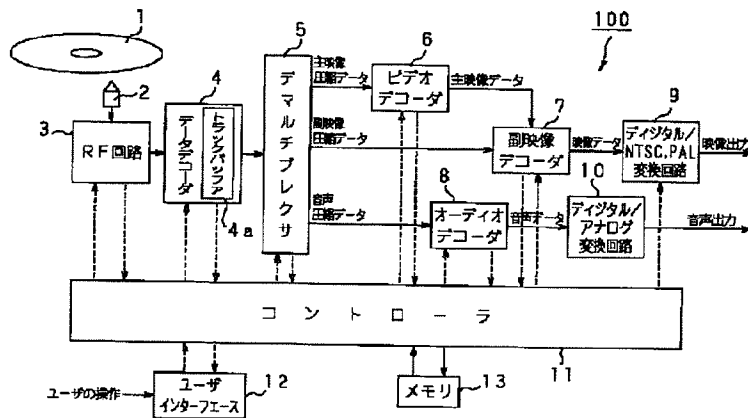 100
1
2
3
RF回路
4
データデコーダ
トラックバッファ
4a
5
デマルチプレクサ
主映像
圧縮データ
副映像
圧縮データ
音声
圧縮データ
6
ビデオ
デコーダ
主映像データ
7
副映像
デコーダ
映像データ
8
オーディオ
デコーダ
音声データ
9
ディジタル/
NTSC,PAL
変換回路
映像出力
10
ディジタル/
アナログ
変換回路
音声出力
コントローラ
11
ユーザの操作
ユーザ
インターフェース
12
メモリ
13